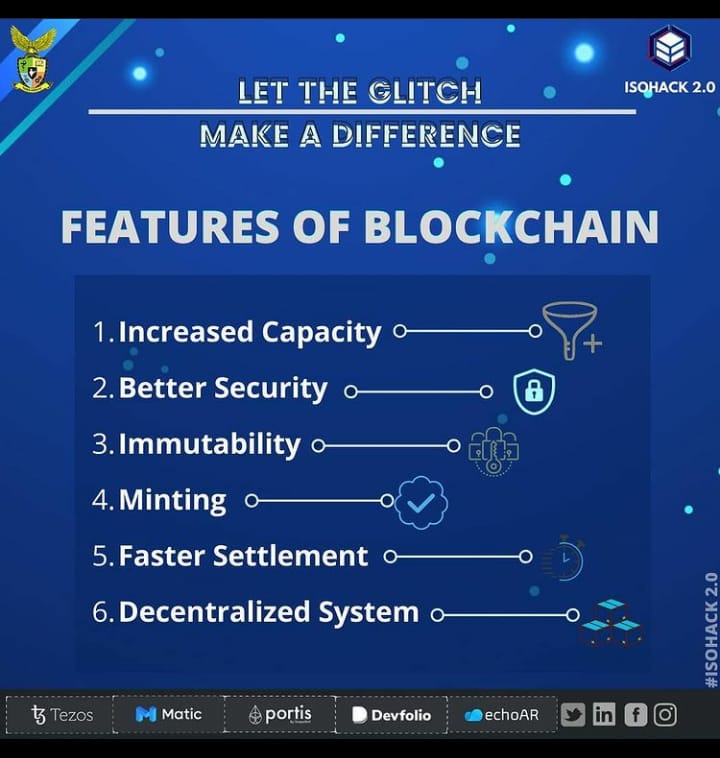 ISOHACK 2.0
LET THE GLITCH
MAKE A DIFFERENCE
FEATURES OF BLOCKCHAIN
1. Increased Capacity
2. Better Security
3. Immutability
4. Minting
5. Faster Settlement
6. Decentralized System
#ISOHACK 2.0
Tezos
Matic
portis
Devfolio
echoAR